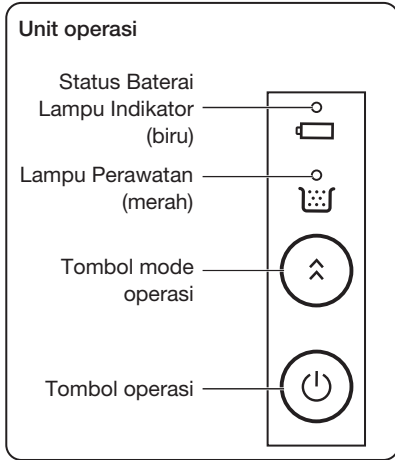 Unit operasi
Status Baterai
Lampu Indikator
(biru)
Lampu Perawatan
(merah)
Tombol mode
operasi
Tombol operasi